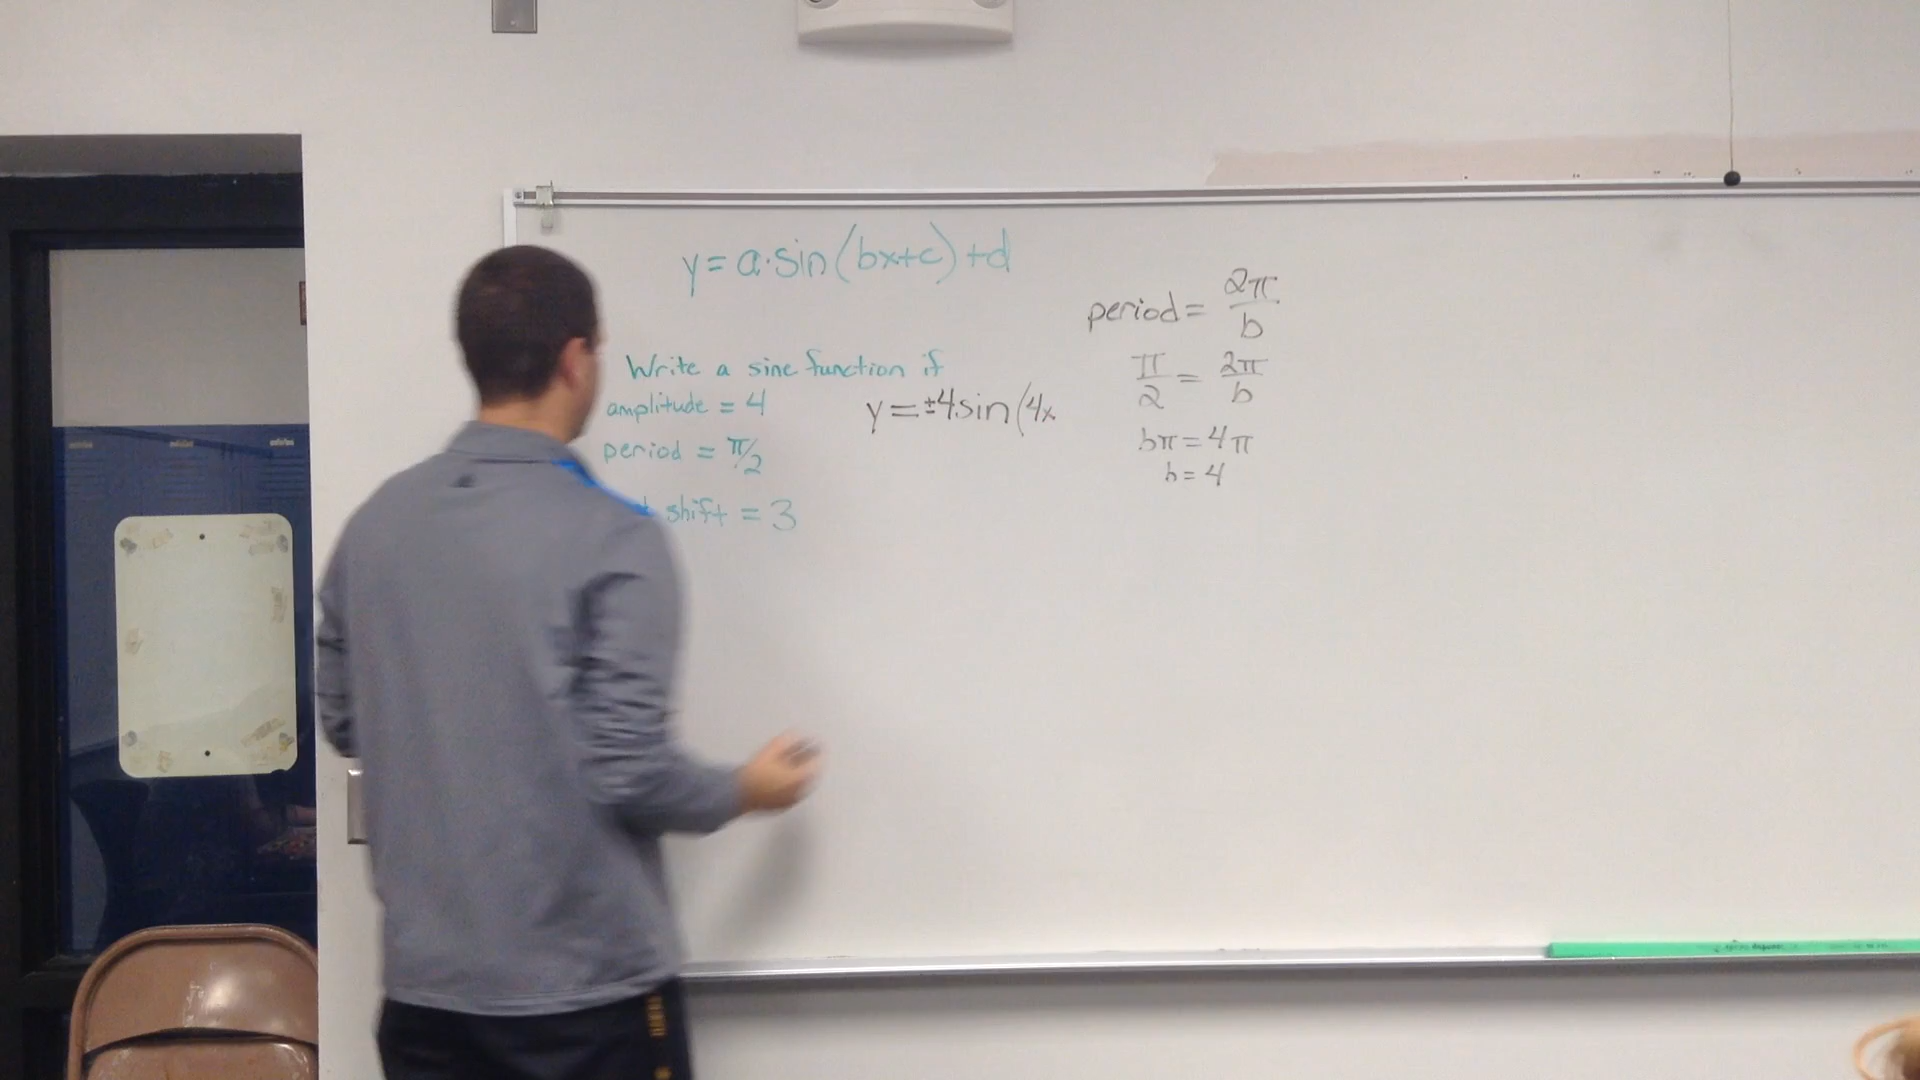 y = a·sin(bx+c)+d
Write a sine function if
amplitude = 4
period = π/2
shift = 3
y = ±4sin(4x
period = 2π/b
π/2 = 2π/b
bπ = 4π
b = 4